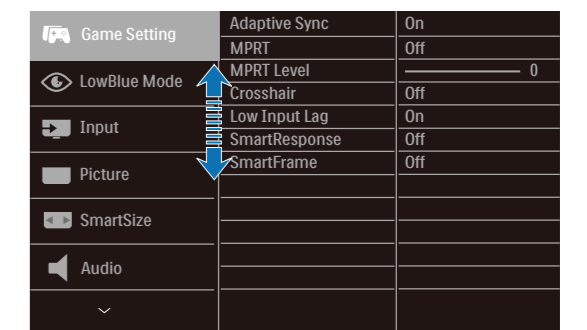 Game Setting
LowBlue Mode
Input
Picture
SmartSize
Audio
Adaptive Sync On
MPRT Off
MPRT Level 0
Crosshair Off
Low Input Lag On
SmartResponse Off
SmartFrame Off